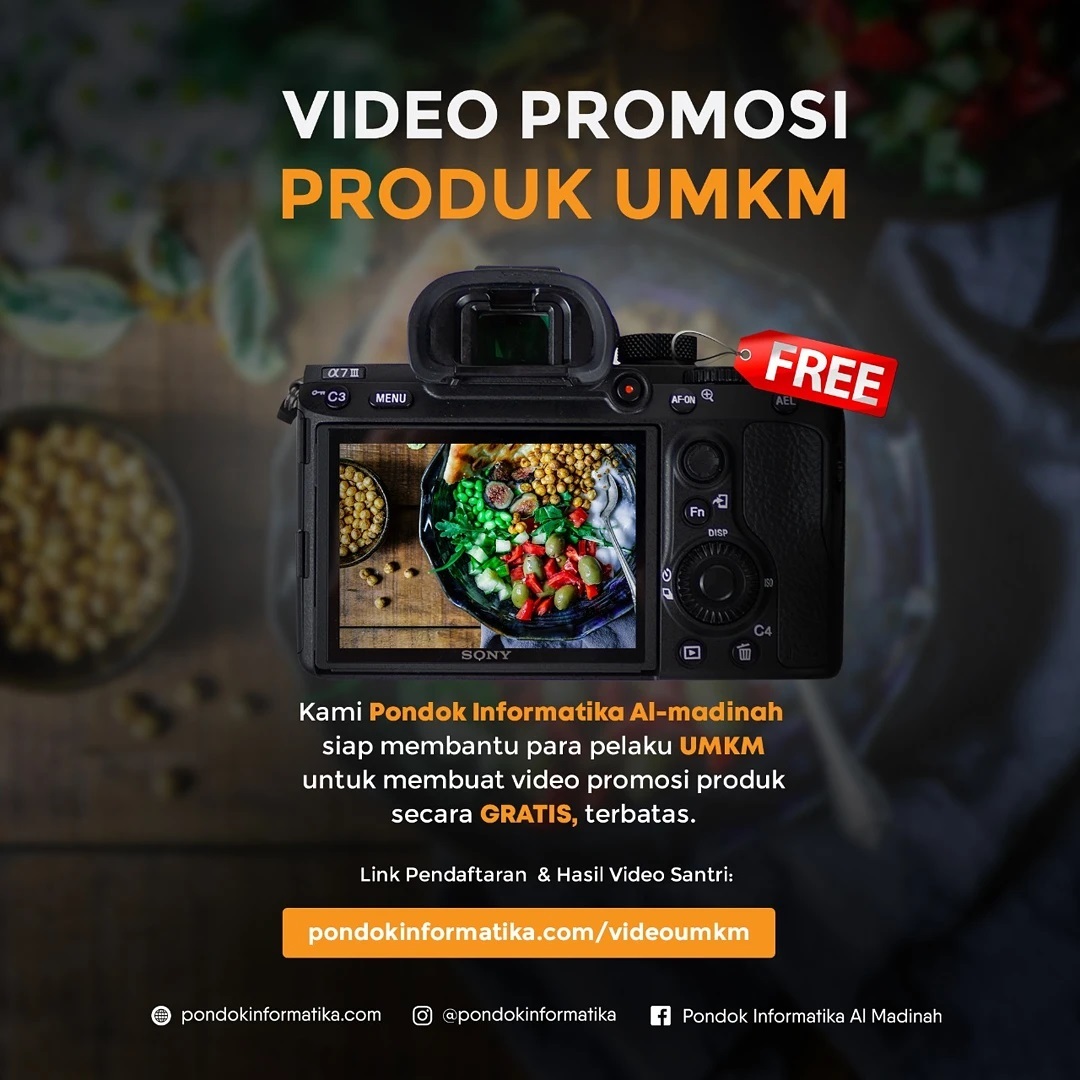 VIDEO PROMOSI
PRODUK UMKM
FREE
α7 III
C3
MENU
AF-ON
AEL
Fn
DISP
C4
SONY
Kami Pondok Informatika Al-madinah
siap membantu para pelaku UMKM
untuk membuat video promosi produk
secara GRATIS, terbatas.
Link Pendaftaran & Hasil Video Santri:
pondokinformatika.com/videoumkm
pondokinformatika.com
@pondokinformatika
Pondok Informatika Al Madinah